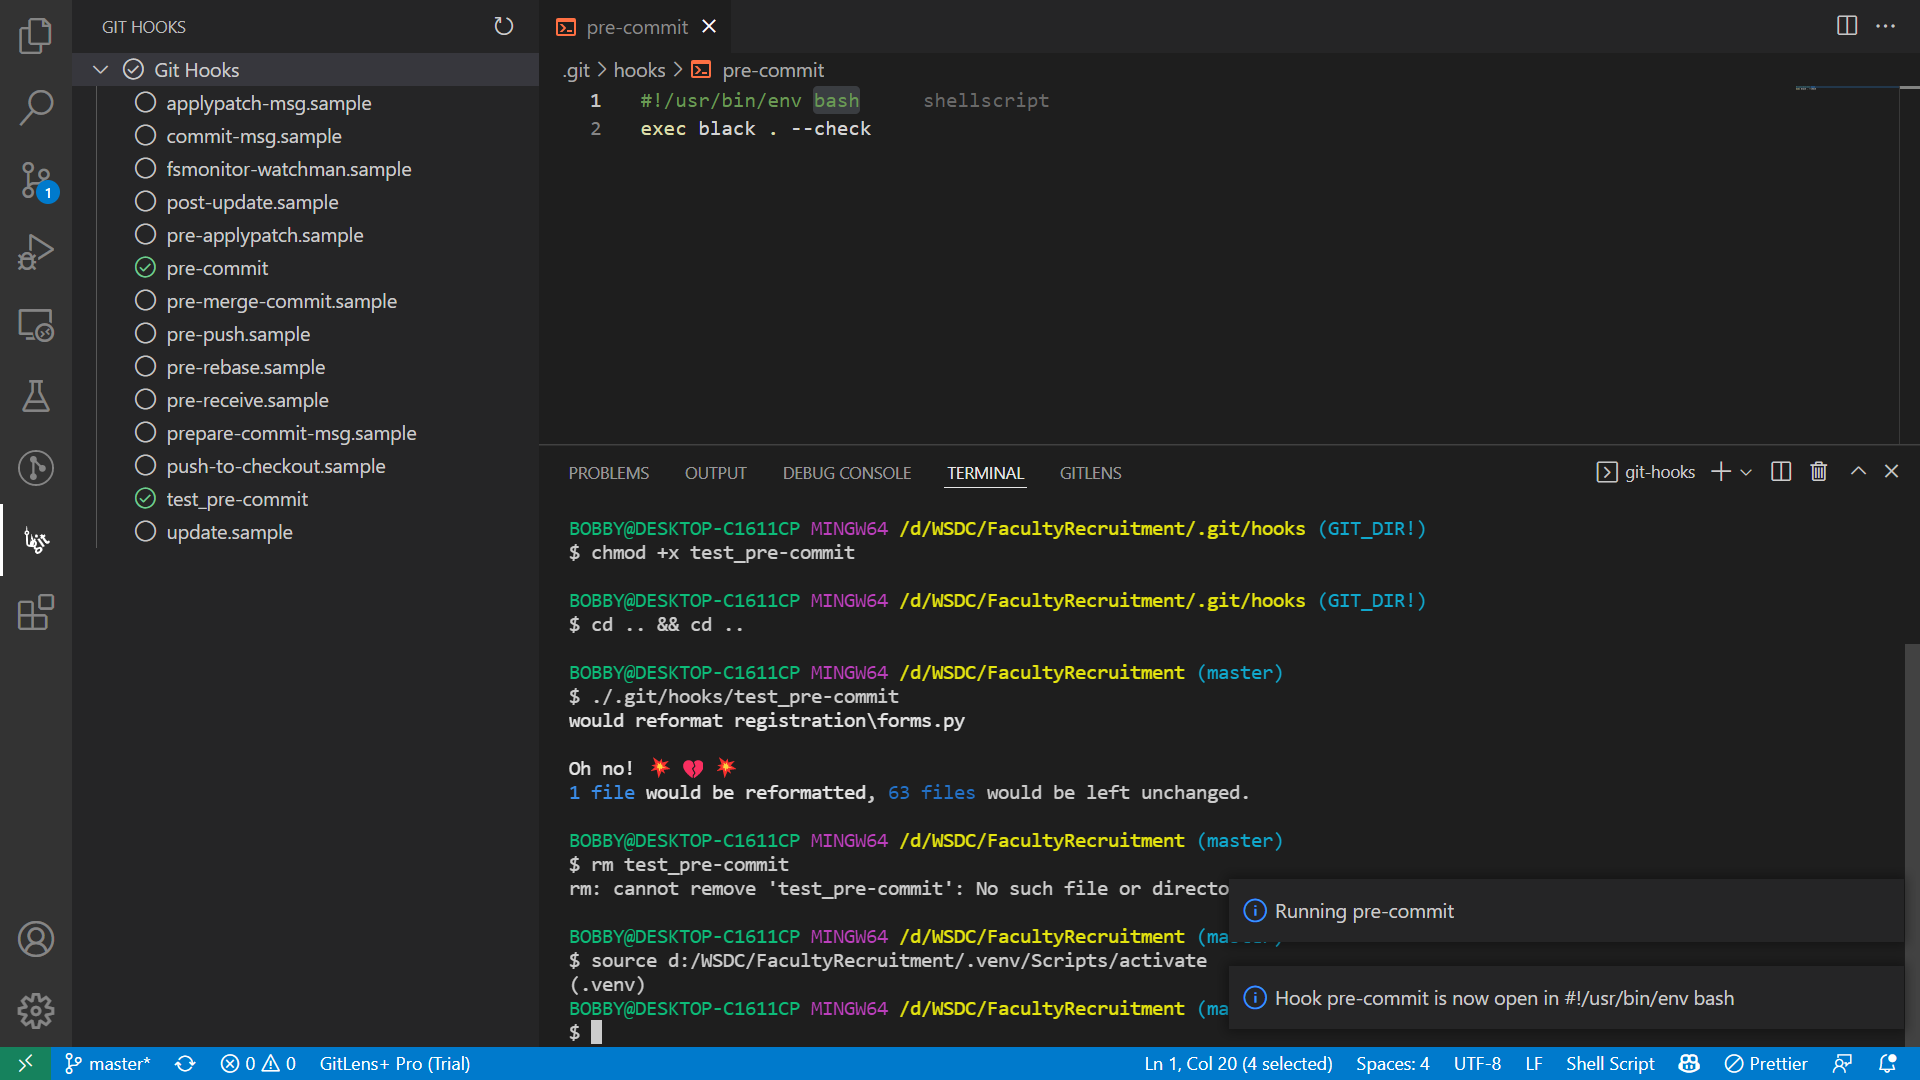 GIT HOOKS
Git Hooks
applypatch-msg.sample
commit-msg.sample
fsmonitor-watchman.sample
post-update.sample
pre-applypatch.sample
pre-commit
pre-merge-commit.sample
pre-push.sample
pre-rebase.sample
pre-receive.sample
prepare-commit-msg.sample
push-to-checkout.sample
test_pre-commit
update.sample
1
pre-commit
.git > hooks > pre-commit
1 #!/usr/bin/env bash shellscript
2 exec black . --check
PROBLEMS OUTPUT DEBUG CONSOLE TERMINAL GITLENS git-hooks
BOBBY@DESKTOP-C1611CP MINGW64 /d/WSDC/FacultyRecruitment/.git/hooks (GIT_DIR!)
$ chmod +x test_pre-commit
BOBBY@DESKTOP-C1611CP MINGW64 /d/WSDC/FacultyRecruitment/.git/hooks (GIT_DIR!)
$ cd .. && cd ..
BOBBY@DESKTOP-C1611CP MINGW64 /d/WSDC/FacultyRecruitment (master)
$ ./.git/hooks/test_pre-commit
would reformat registration\forms.py
Oh no! 💥 💔 💥
1 file would be reformatted, 63 files would be left unchanged.
BOBBY@DESKTOP-C1611CP MINGW64 /d/WSDC/FacultyRecruitment (master)
$ rm test_pre-commit
rm: cannot remove 'test_pre-commit': No such file or directo
BOBBY@DESKTOP-C1611CP MINGW64 /d/WSDC/FacultyRecruitment (ma
$ source d:/WSDC/FacultyRecruitment/.venv/Scripts/activate
(.venv)
BOBBY@DESKTOP-C1611CP MINGW64 /d/WSDC/FacultyRecruitment (ma
$
Running pre-commit
Hook pre-commit is now open in #!/usr/bin/env bash
master* 0 0 GitLens+ Pro (Trial) Ln 1, Col 20 (4 selected) Spaces: 4 UTF-8 LF Shell Script Prettier